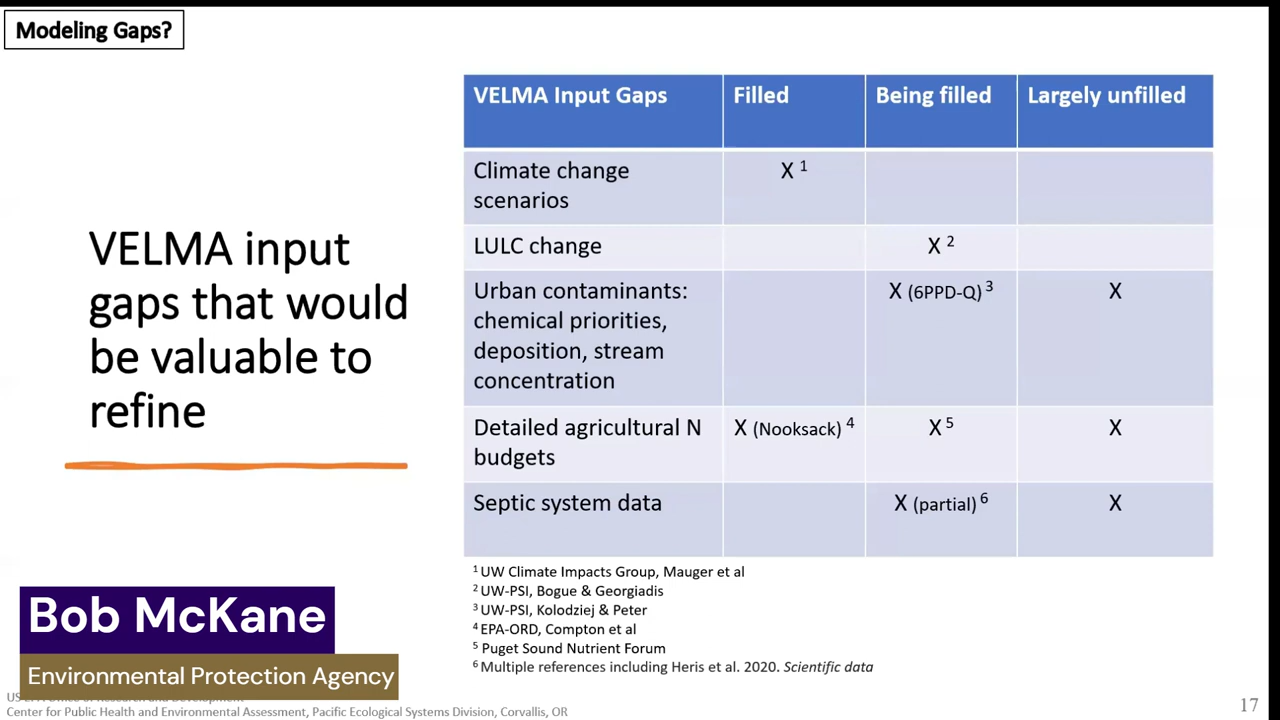 Modeling Gaps?
VELMA input
gaps that would
be valuable to
refine
VELMA Input Gaps Filled Being filled Largely unfilled
Climate change X 1
scenarios
LULC change X 2
Urban contaminants: X (6PPD-Q) 3 X
chemical priorities,
deposition, stream
concentration
Detailed agricultural N X (Nooksack) 4 X 5 X
budgets
Septic system data X (partial) 6 X
1 UW Climate Impacts Group, Mauger et al
2 UW-PSI, Bogue & Georgiadis
3 UW-PSI, Kolodziej & Peter
4 EPA-ORD, Compton et al
5 Puget Sound Nutrient Forum
6 Multiple references including Heris et al. 2020. Scientific data
Bob McKane
Environmental Protection Agency
Center for Public Health and Environmental Assessment, Pacific Ecological Systems Division, Corvallis, OR
17